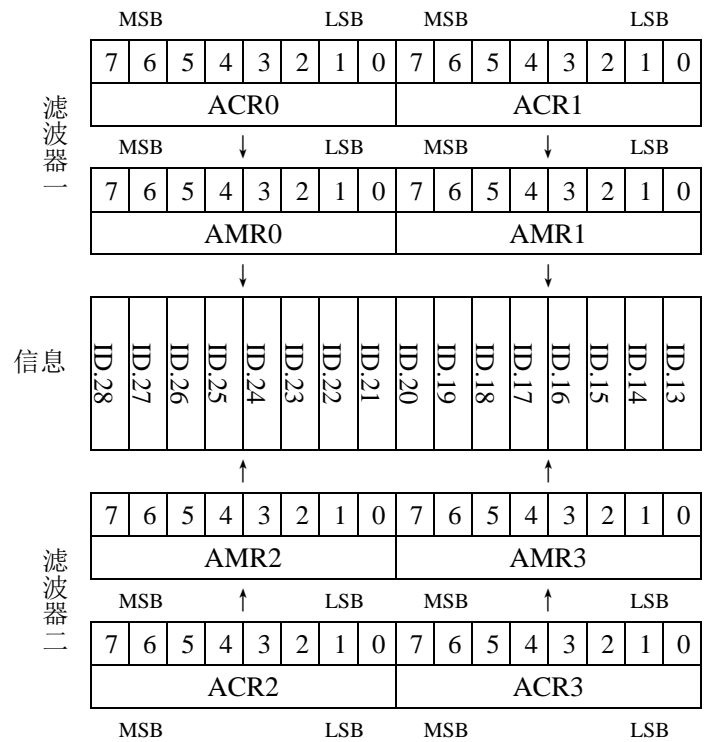 MSB LSB MSB LSB
7 6 5 4 3 2 1 0 7 6 5 4 3 2 1 0
ACR0 ACR1
滤波器一
MSB LSB MSB LSB
7 6 5 4 3 2 1 0 7 6 5 4 3 2 1 0
AMR0 AMR1
信息
ID.28 ID.27 ID.26 ID.25 ID.24 ID.23 ID.22 ID.21 ID.20 ID.19 ID.18 ID.17 ID.16 ID.15 ID.14 ID.13
7 6 5 4 3 2 1 0 7 6 5 4 3 2 1 0
AMR2 AMR3
滤波器二
MSB LSB MSB LSB
7 6 5 4 3 2 1 0 7 6 5 4 3 2 1 0
ACR2 ACR3
MSB LSB MSB LSB